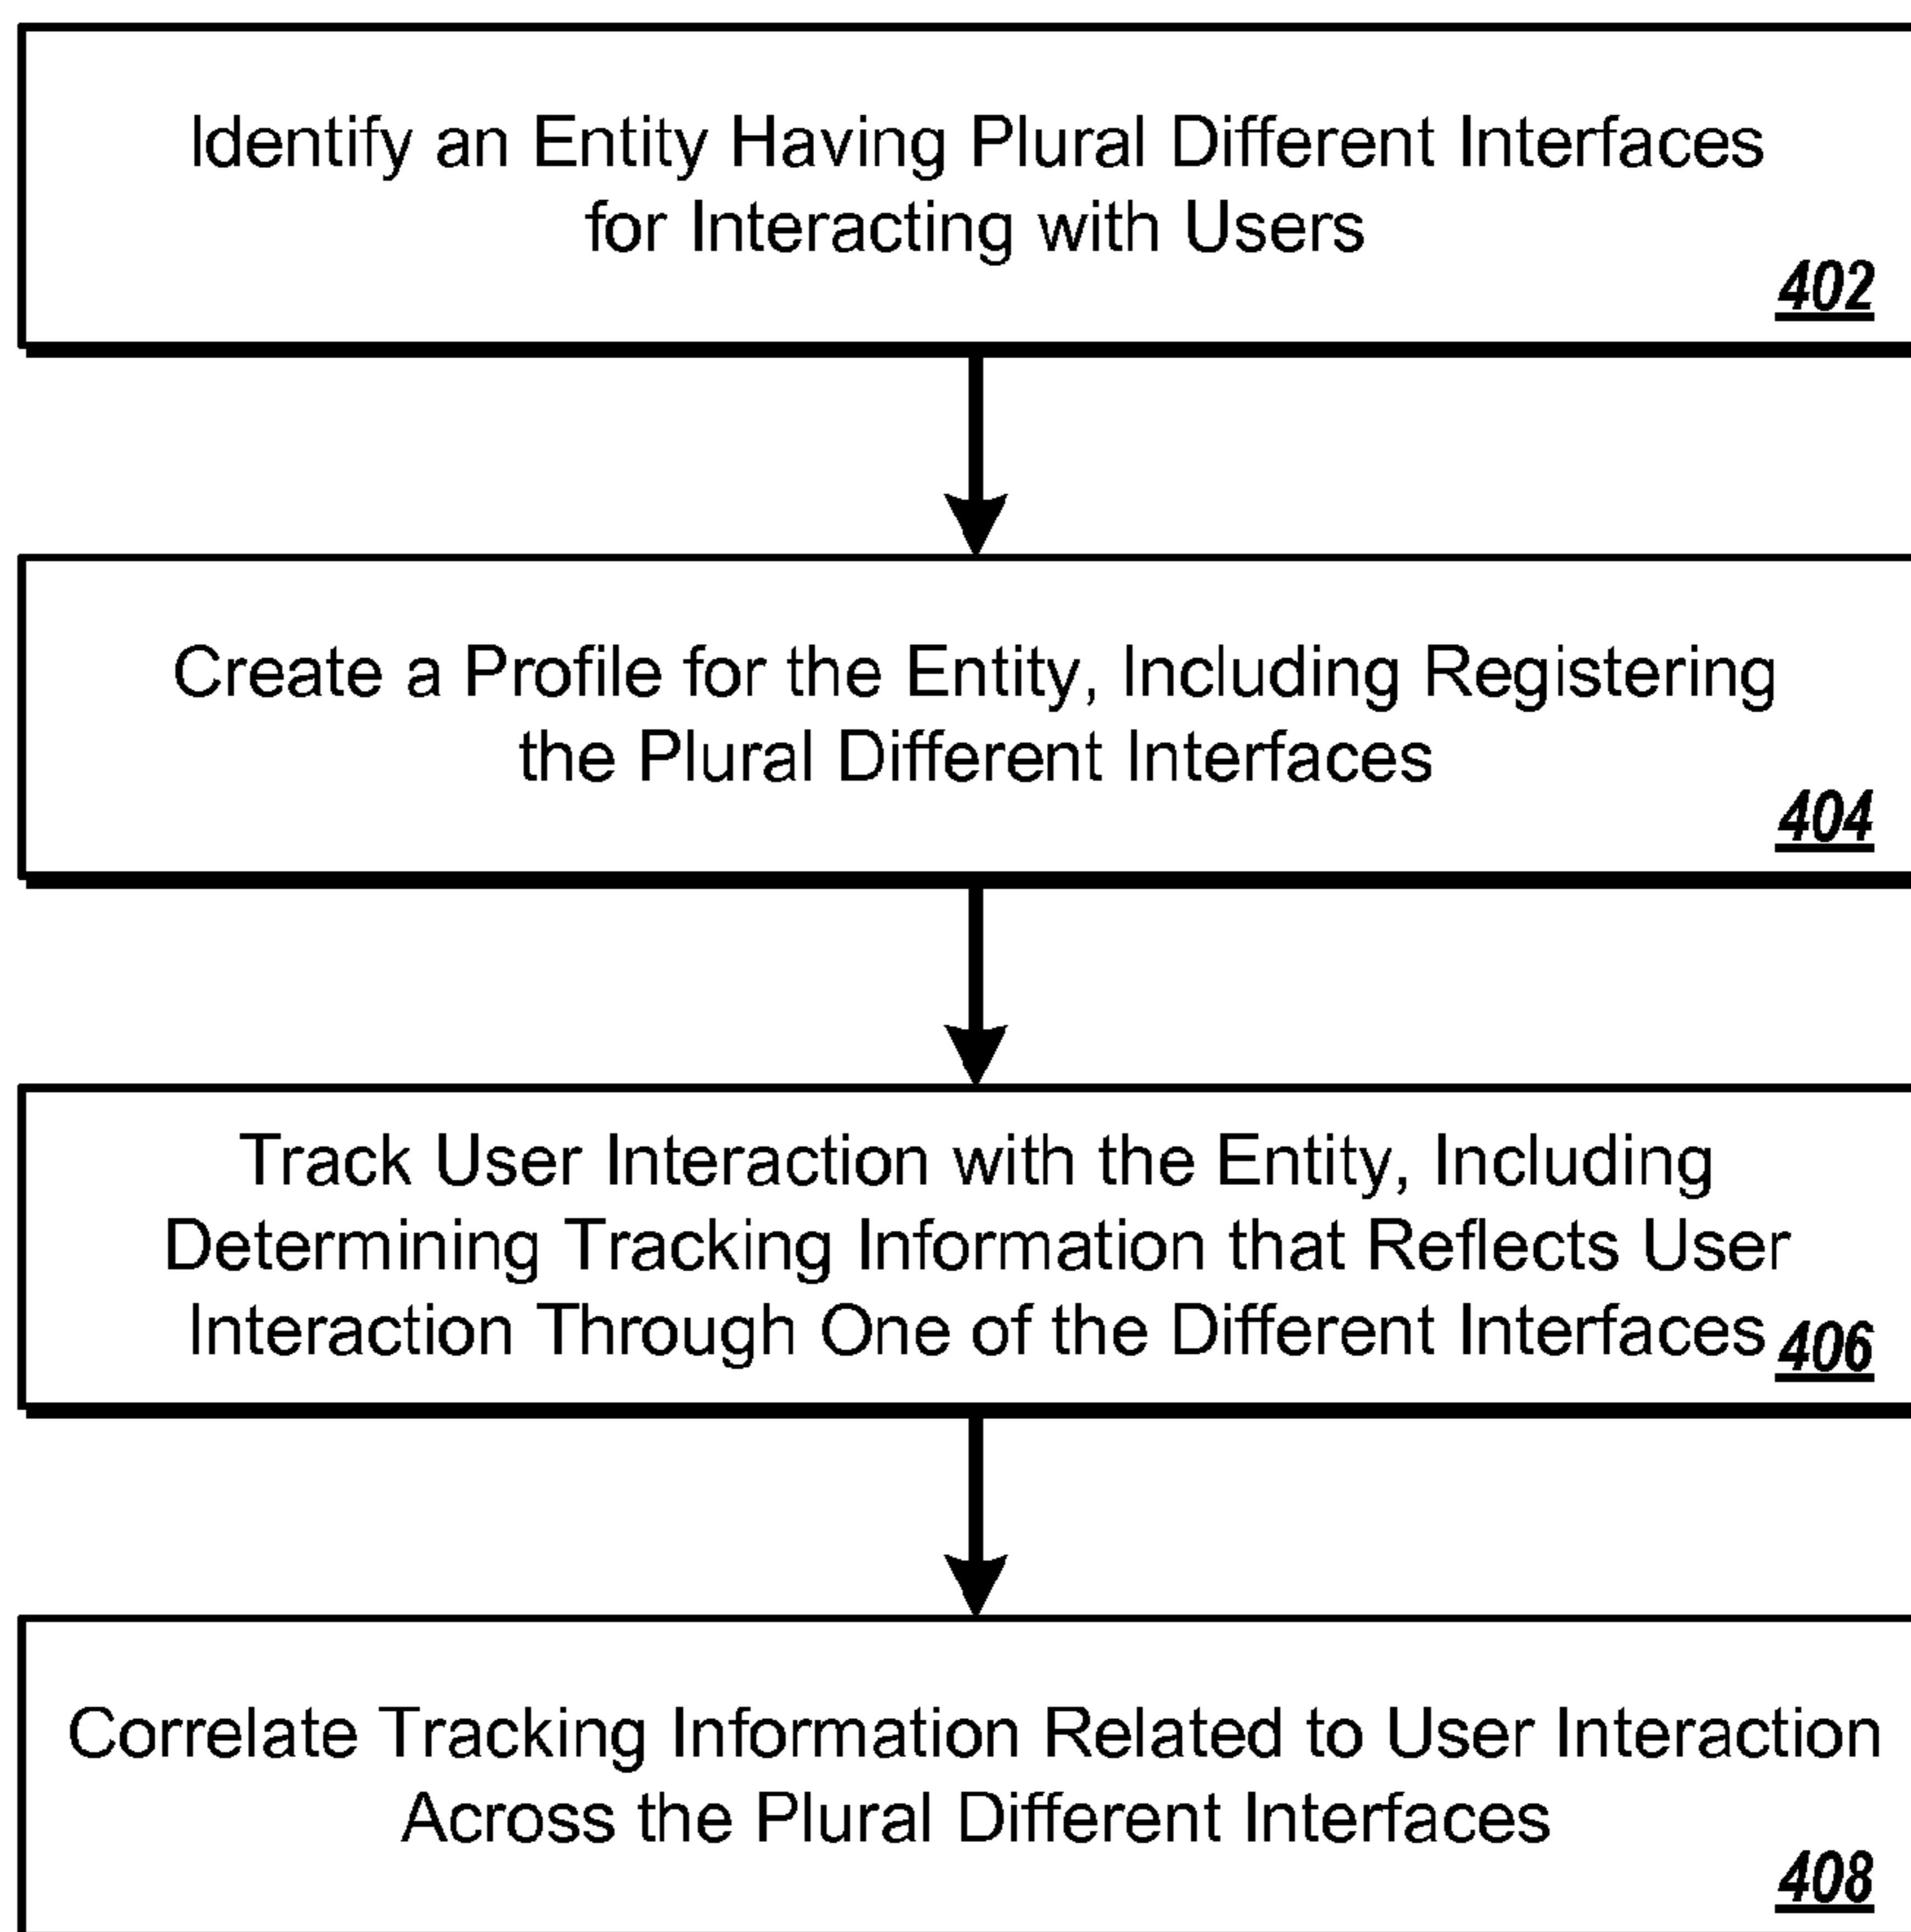 Identify an Entity Having Plural Different Interfaces
for Interacting with Users
402
Create a Profile for the Entity, Including Registering
the Plural Different Interfaces
404
Track User Interaction with the Entity, Including
Determining Tracking Information that Reflects User
Interaction Through One of the Different Interfaces 406
Correlate Tracking Information Related to User Interaction
Across the Plural Different Interfaces
408